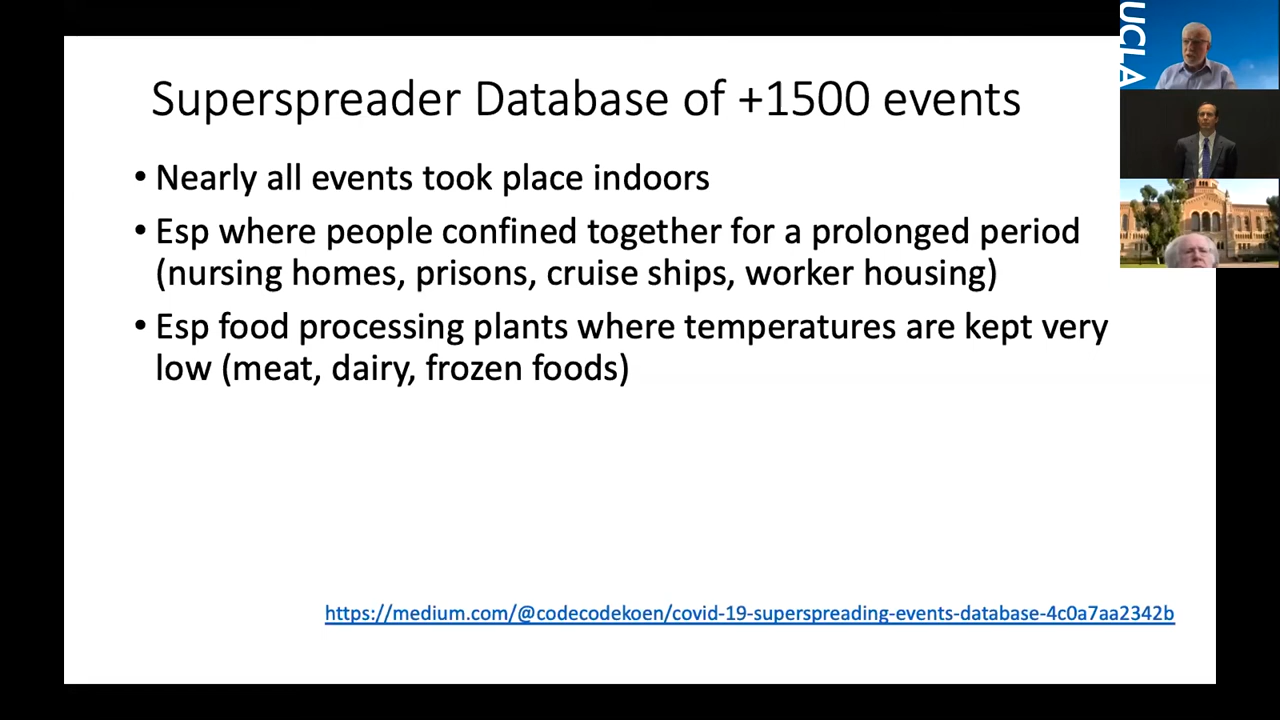 Superspreader Database of +1500 events
• Nearly all events took place indoors
• Esp where people confined together for a prolonged period
(nursing homes, prisons, cruise ships, worker housing)
• Esp food processing plants where temperatures are kept very
low (meat, dairy, frozen foods)
https://medium.com/@codecodekoen/covid-19-superspreading-events-database-4c0a7aa2342b
UCLA